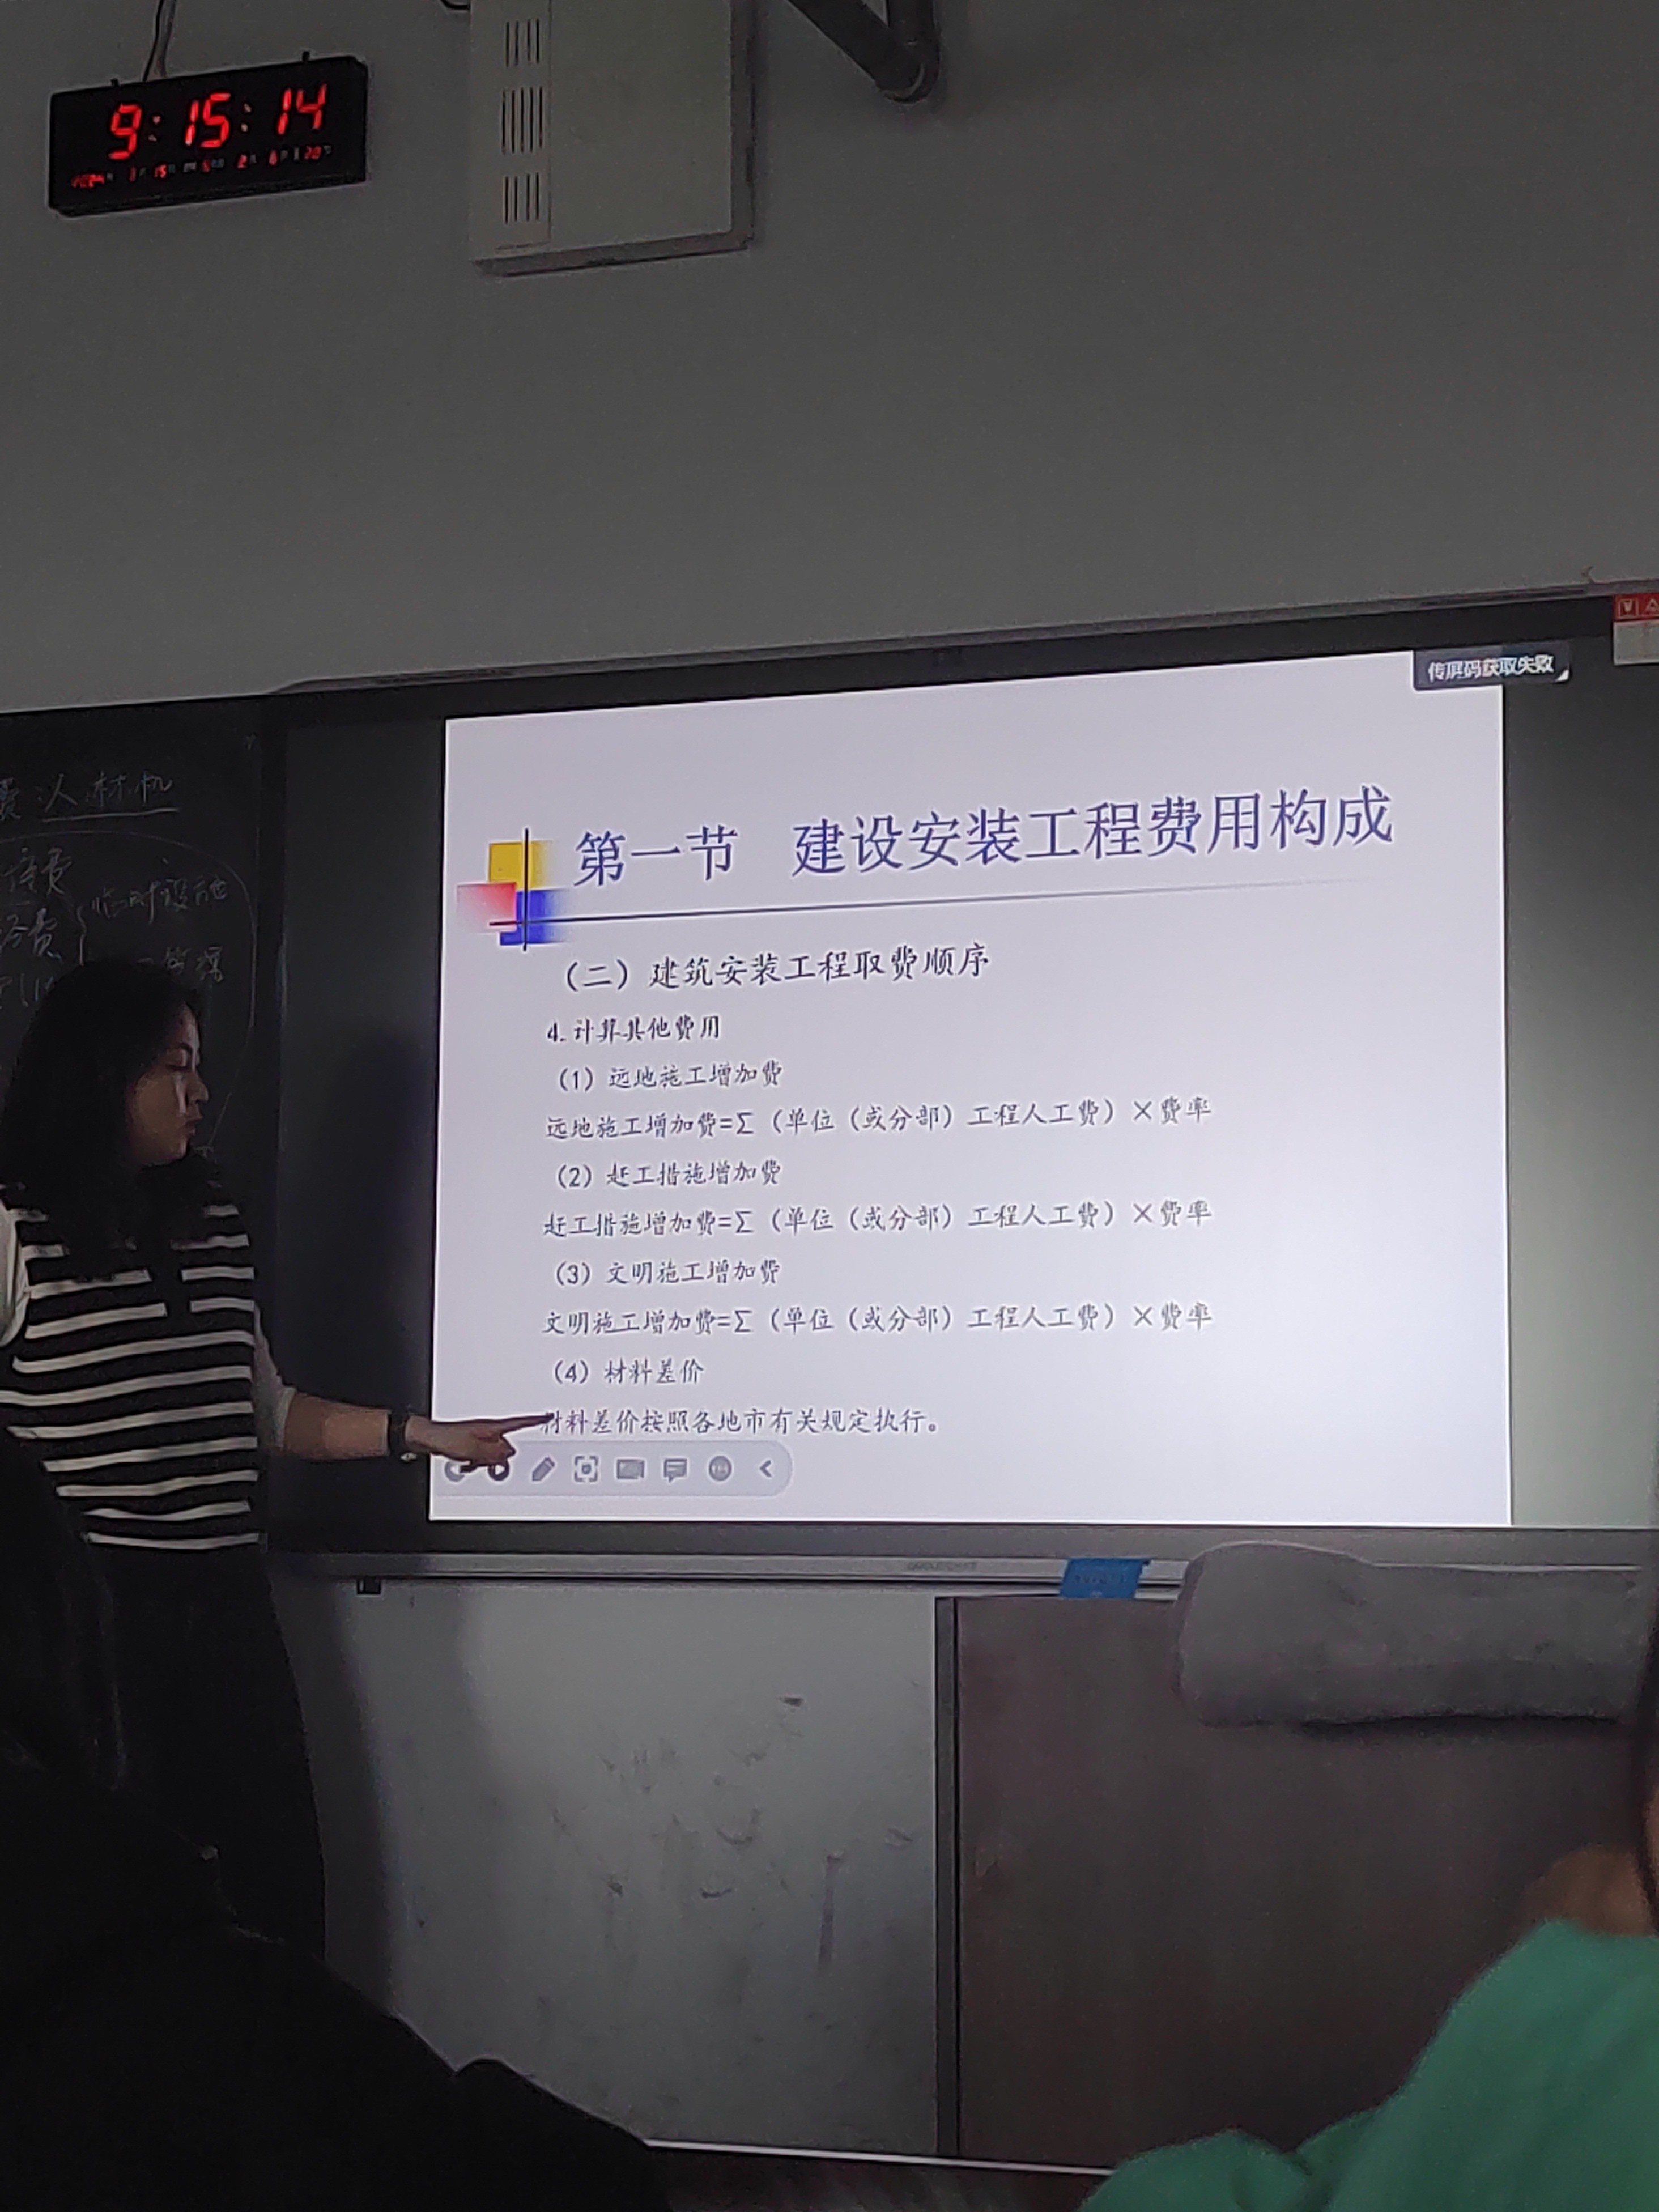 9:15:14
传屏码获取失败
费:人材机
临时设施
第一节 建设安装工程费用构成
(二)建筑安装工程取费顺序
4.计算其他费用
(1)远地施工增加费
远地施工增加费=∑(单位(或分部)工程人工费)×费率
(2)赶工措施增加费
赶工措施增加费=∑(单位(或分部)工程人工费)×费率
(3)文明施工增加费
文明施工增加费=∑(单位(或分部)工程人工费)×费率
(4)材料差价
材料差价按照各地市有关规定执行。